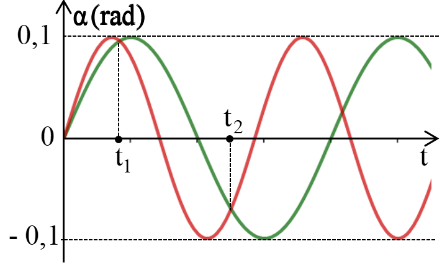 α(rad)
0,1
t₂
0
t₁
t
- 0,1